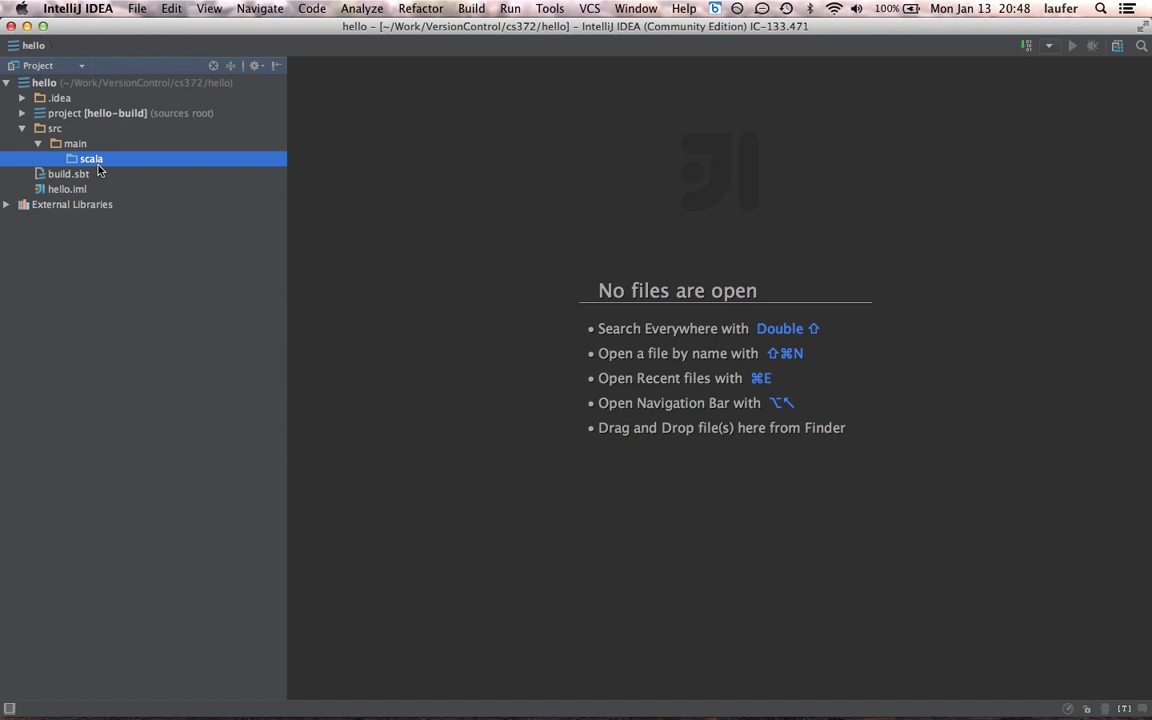 IntelliJ IDEA File Edit View Navigate Code Analyze Refactor Build Run Tools VCS Window Help 100% Mon Jan 13 20:48 laufer
hello – [~/Work/VersionControl/cs372/hello] – IntelliJ IDEA (Community Edition) IC-133.471
hello
Project
hello (~/Work/VersionControl/cs372/hello)
.idea
project [hello-build] (sources root)
src
main
scala
build.sbt
hello.iml
External Libraries
No files are open
• Search Everywhere with Double ⇧
• Open a file by name with ⇧⌘N
• Open Recent files with ⌘E
• Open Navigation Bar with ⌥↖
• Drag and Drop file(s) here from Finder
[T]